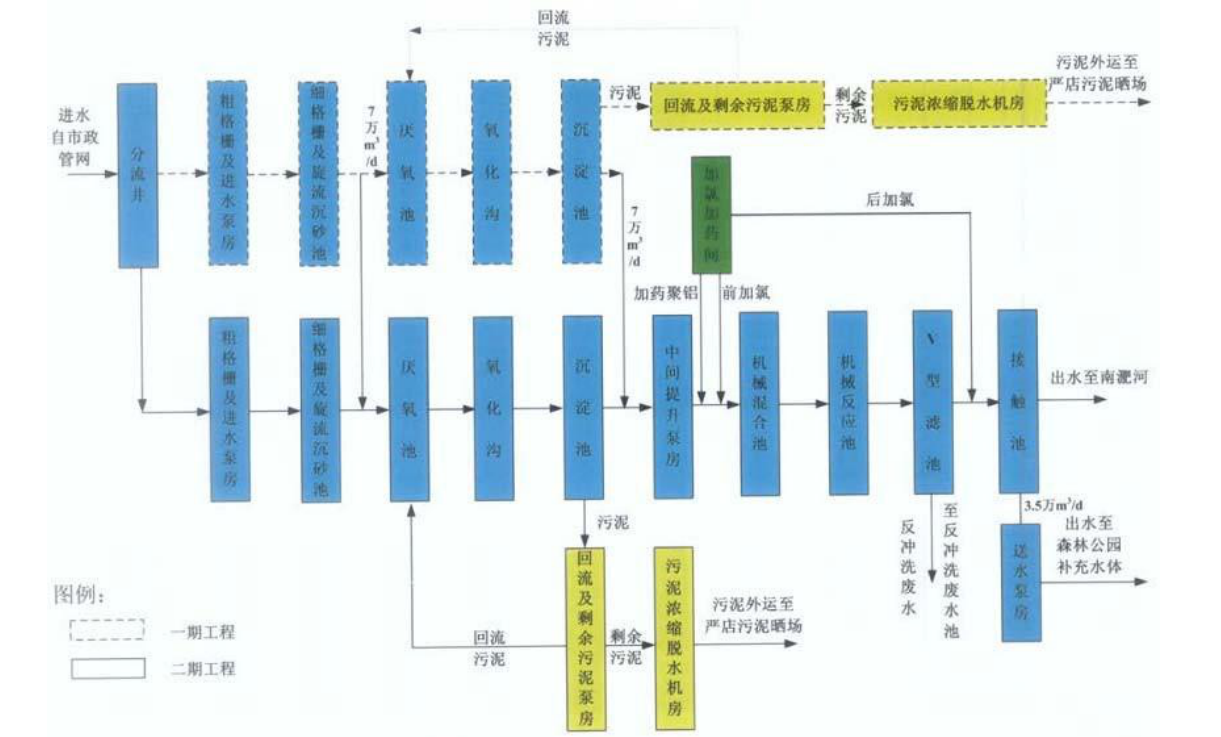 回流
污泥
污泥外运至
严店污泥晒场
进水
自市政
管网
分流井
粗格栅及进水泵房
细格栅及旋流沉砂池
7万m³/d
厌氧池
氧化沟
沉淀池
污泥
回流及剩余污泥泵房
剩余
污泥
污泥浓缩脱水机房
7万m³/d
加氯加药间
后加氯
加药聚铝
前加氯
粗格栅及进水泵房
细格栅及旋流沉砂池
厌氧池
氧化沟
沉淀池
中间提升泵房
机械混合池
机械反应池
V型滤池
接触池
出水至南淝河
污泥
反冲洗废水
至反冲洗废水池
3.5万m³/d
送水泵房
出水至
森林公园
补充水体
回流
污泥
回流及剩余污泥泵房
剩余
污泥
污泥浓缩脱水机房
污泥外运至
严店污泥晒场
图例：
一期工程
二期工程